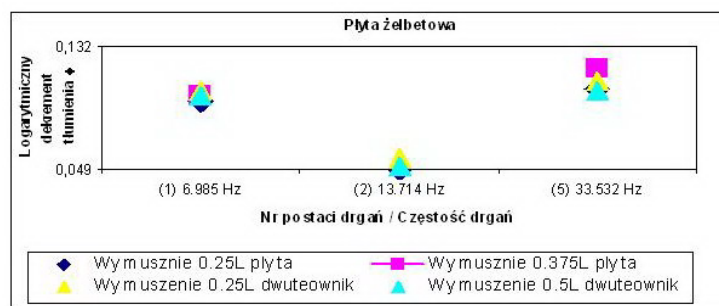 Płyta żelbetowa
Logarytmiczny
dekrement
tłumienia ♦
0,132
0,049
(1) 6.985 Hz
(2) 13.714 Hz
(5) 33.532 Hz
Nr postaci drgań / Częstość drgań
Wymusznie 0.25L płyta
Wymusznie 0.375L płyta
Wymuszenie 0.25L dwuteownik
Wymuszenie 0.5L dwuteownik